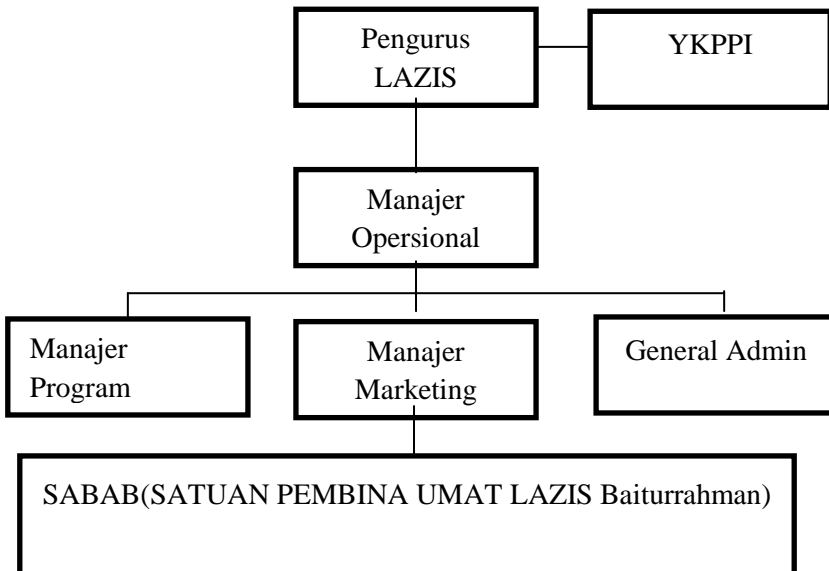 Pengurus
LAZIS
YKPPI
Manajer
Opersional
Manajer
Program
Manajer
Marketing
General Admin
SABAB(SATUAN PEMBINA UMAT LAZIS Baiturrahman)